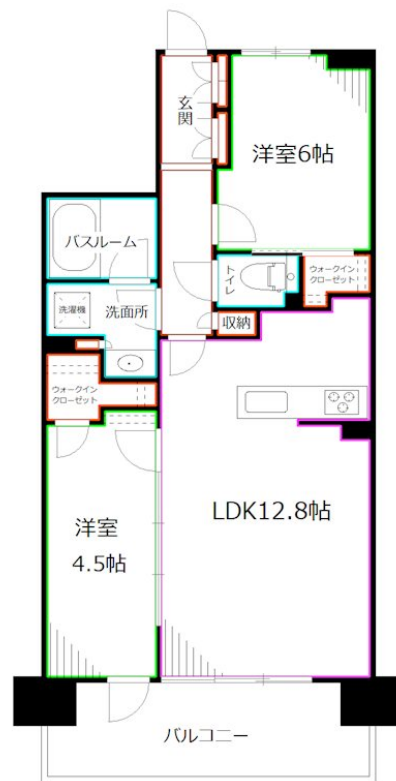 玄関
洋室6帖
バスルーム
トイレ
ウォークイン
クローゼット
洗濯機
洗面所
収納
ウォークイン
クローゼット
LDK12.8帖
洋室
4.5帖
バルコニー